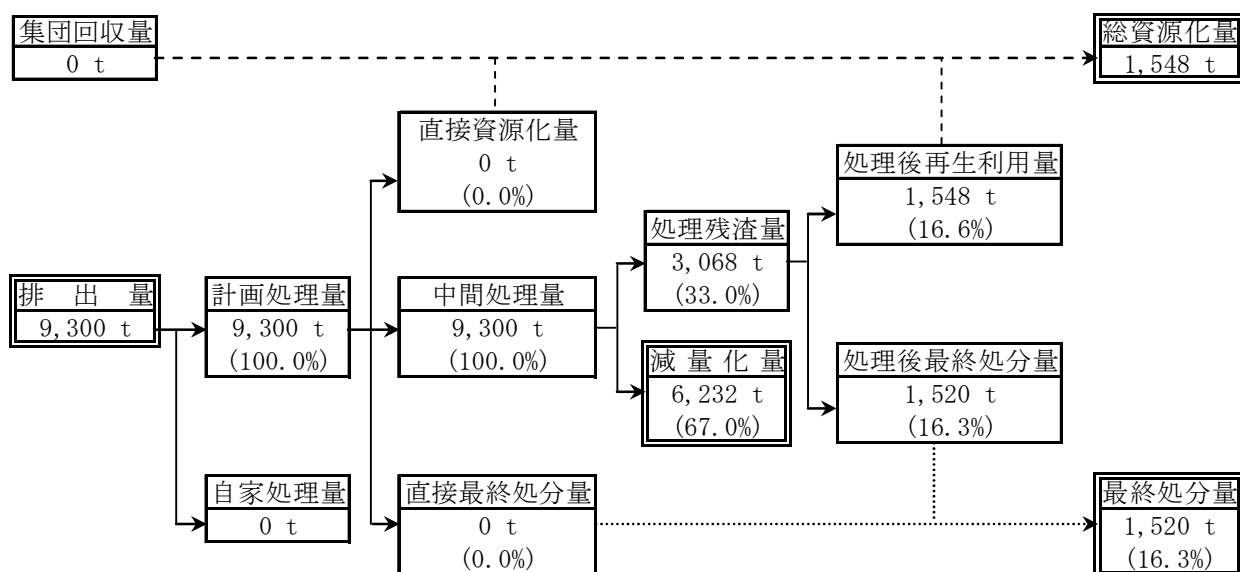 集団回収量
0 t
総資源化量
1,548 t
直接資源化量
0 t
(0.0%)
処理後再生利用量
1,548 t
(16.6%)
処理残渣量
3,068 t
(33.0%)
排 出 量
9,300 t
計画処理量
9,300 t
(100.0%)
中間処理量
9,300 t
(100.0%)
減 量 化 量
6,232 t
(67.0%)
処理後最終処分量
1,520 t
(16.3%)
自家処理量
0 t
直接最終処分量
0 t
(0.0%)
最終処分量
1,520 t
(16.3%)